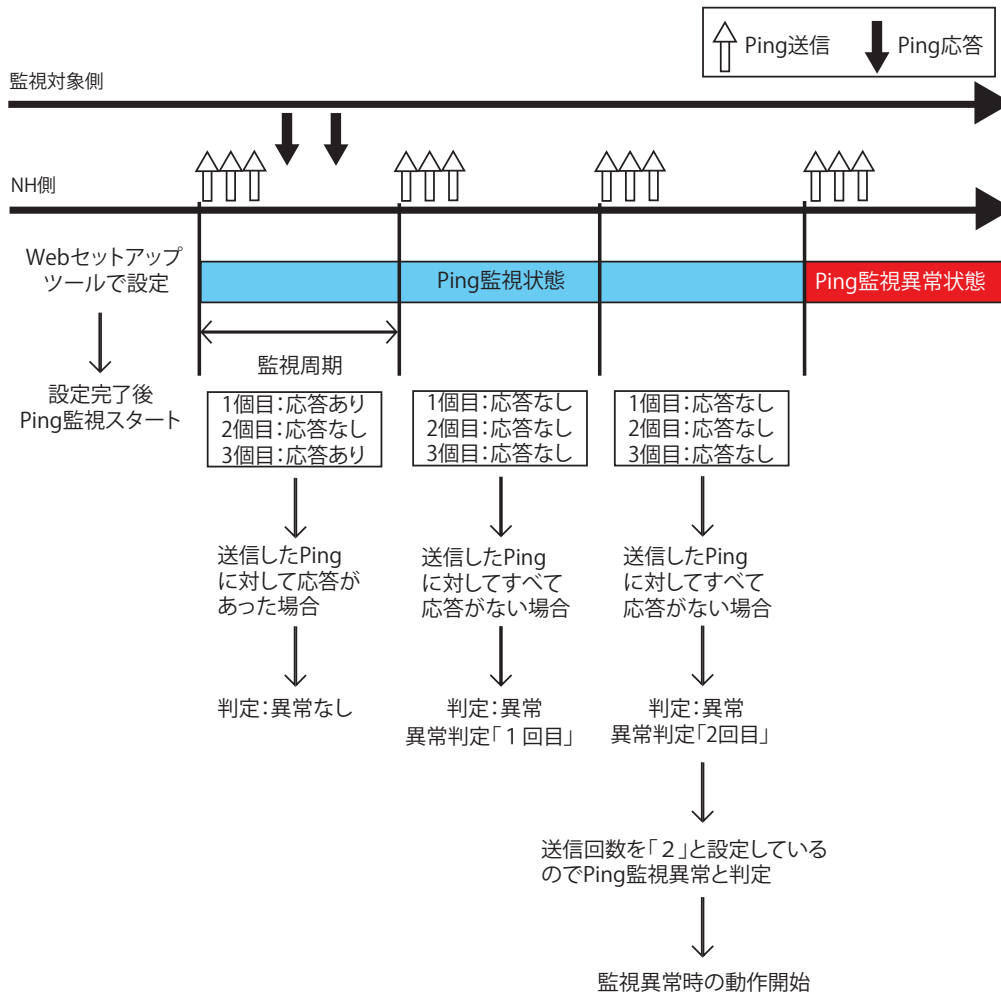 Ping送信
Ping応答
監視対象側
NH側
Webセットアップ
ツールで設定
設定完了後
Ping監視スタート
Ping監視状態
Ping監視異常状態
監視周期
1個目：応答あり
2個目：応答なし
3個目：応答あり
送信したPing
に対して応答が
あった場合
判定：異常なし
1個目：応答なし
2個目：応答なし
3個目：応答なし
送信したPing
に対してすべて
応答がない場合
判定：異常
異常判定「１回目」
1個目：応答なし
2個目：応答なし
3個目：応答なし
送信したPing
に対してすべて
応答がない場合
判定：異常
異常判定「2回目」
送信回数を「２」と設定している
のでPing監視異常と判定
監視異常時の動作開始